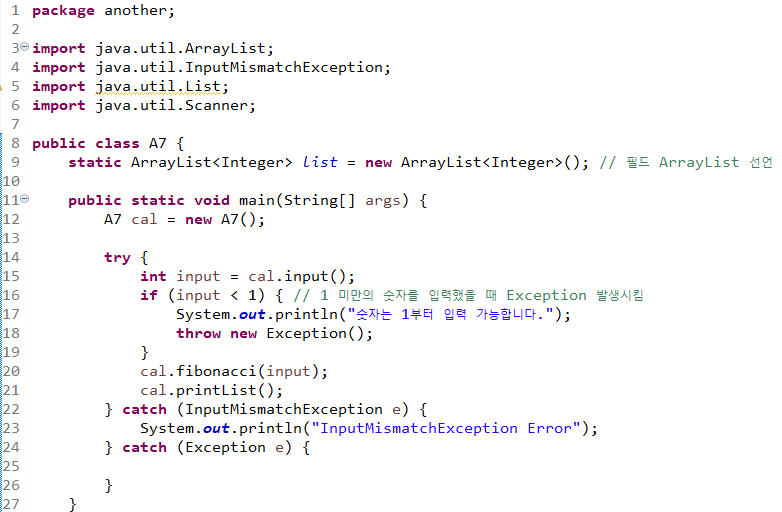 1 package another;
2
3 import java.util.ArrayList;
4 import java.util.InputMismatchException;
5 import java.util.List;
6 import java.util.Scanner;
7
8 public class A7 {
9     static ArrayList<Integer> list = new ArrayList<Integer>(); // 필드 ArrayList 선언
10
11     public static void main(String[] args) {
12         A7 cal = new A7();
13
14         try {
15             int input = cal.input();
16             if (input < 1) { // 1 미만의 숫자를 입력했을 때 Exception 발생시킴
17                 System.out.println("숫자는 1부터 입력 가능합니다.");
18                 throw new Exception();
19             }
20             cal.fibonacci(input);
21             cal.printList();
22         } catch (InputMismatchException e) {
23             System.out.println("InputMismatchException Error");
24         } catch (Exception e) {
25
26         }
27     }